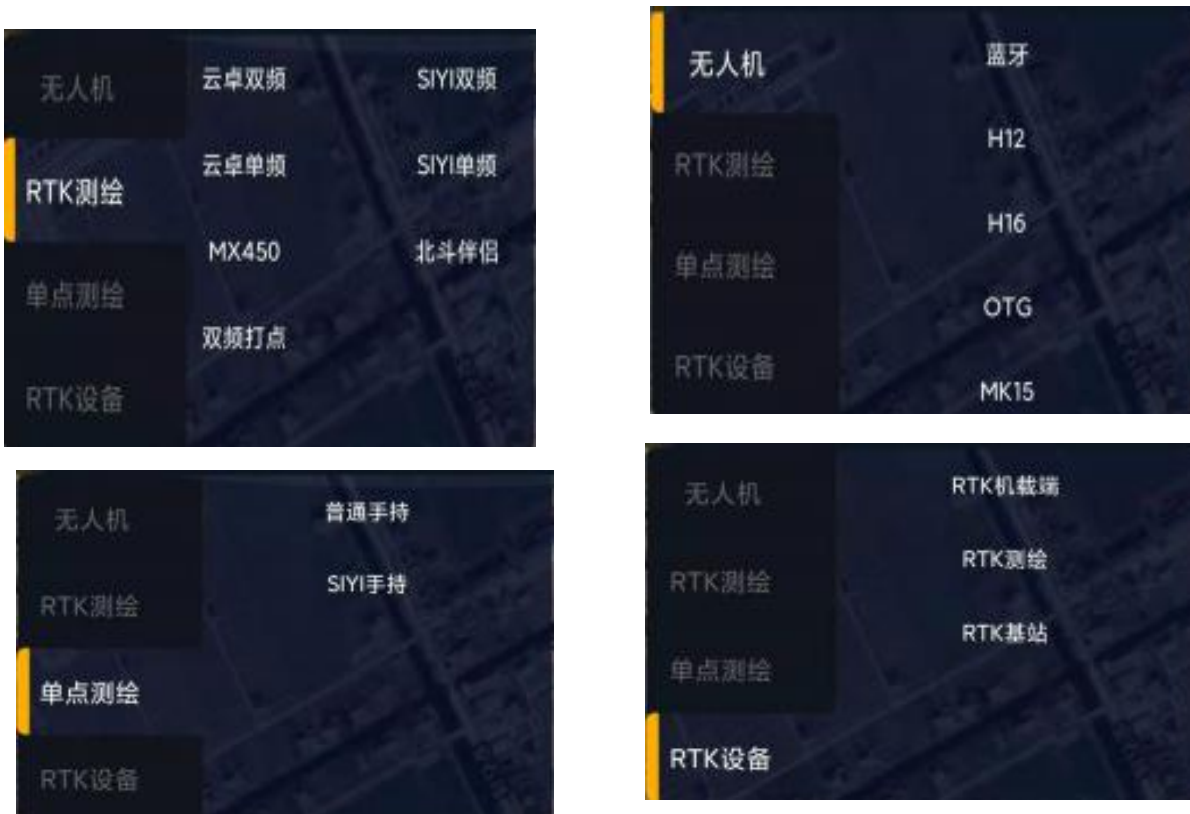 无人机
云卓双频
SIYI双频
云卓单频
SIYI单频
RTK测绘
MX450
北斗伴侣
单点测绘
双频打点
RTK设备
无人机
蓝牙
H12
RTK测绘
H16
单点测绘
OTG
RTK设备
MK15
无人机
普通手持
SIYI手持
RTK测绘
单点测绘
RTK设备
无人机
RTK机载端
RTK测绘
RTK测绘
RTK基站
单点测绘
RTK设备